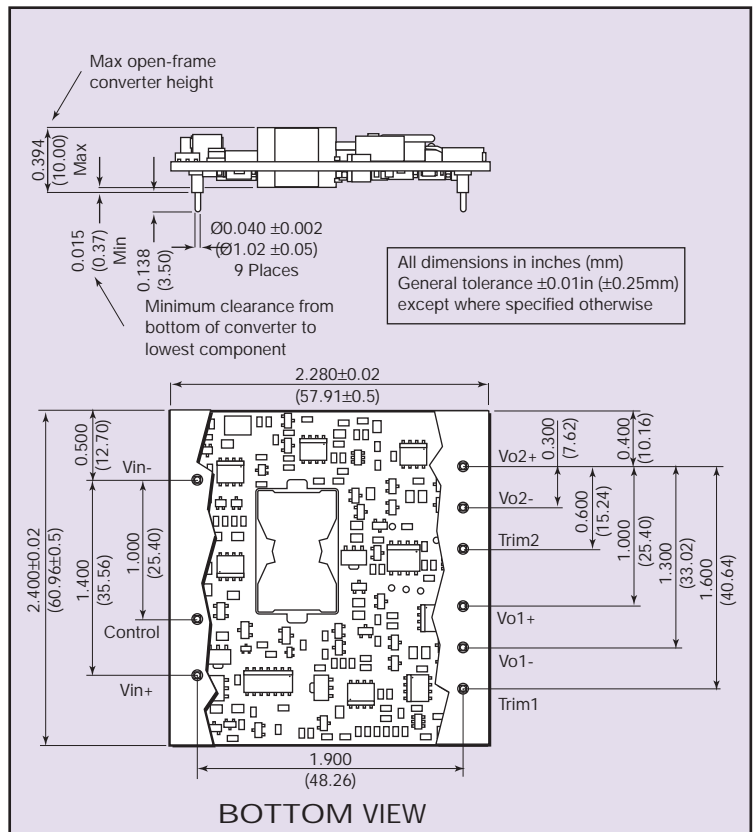 Max open-frame
converter height
0.394
(10.00)
Max
0.015
(0.37)
Min
0.138
(3.50)
Ø0.040 ±0.002
(Ø1.02 ±0.05)
9 Places
Minimum clearance from
bottom of converter to
lowest component
All dimensions in inches (mm)
General tolerance ±0.01in (±0.25mm)
except where specified otherwise
2.280±0.02
(57.91±0.5)
0.500
(12.70)
Vin-
2.400±0.02
(60.96±0.5)
1.400
(35.56)
1.000
(25.40)
Control
Vin+
0.300
(7.62)
0.400
(10.16)
Vo2+
Vo2-
Trim2
0.600
(15.24)
1.000
(25.40)
1.300
(33.02)
1.600
(40.64)
Vo1+
Vo1-
Trim1
1.900
(48.26)
BOTTOM VIEW